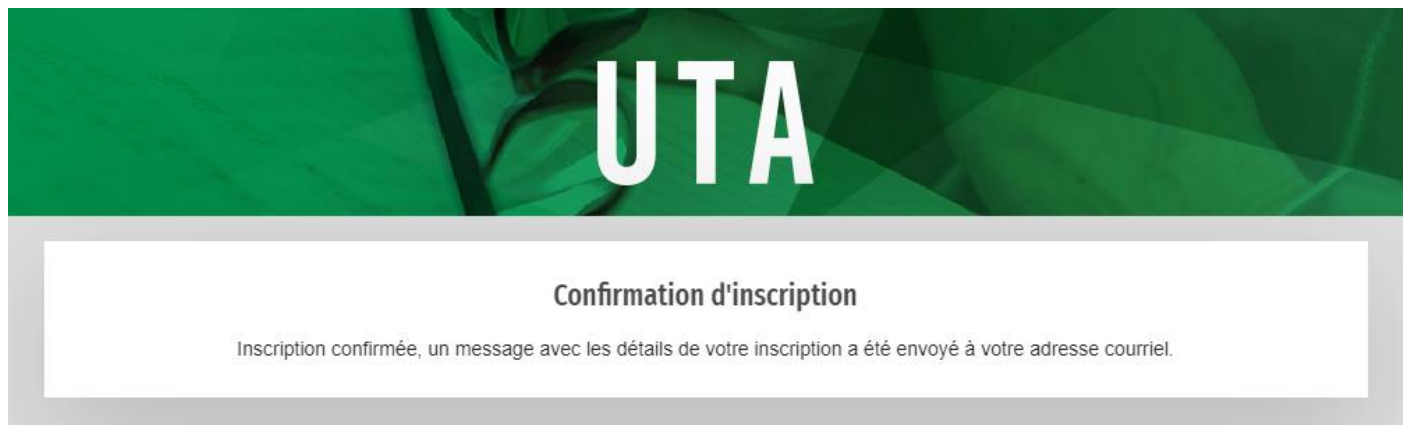 UTA
Confirmation d'inscription
Inscription confirmée, un message avec les détails de votre inscription a été envoyé à votre adresse courriel.